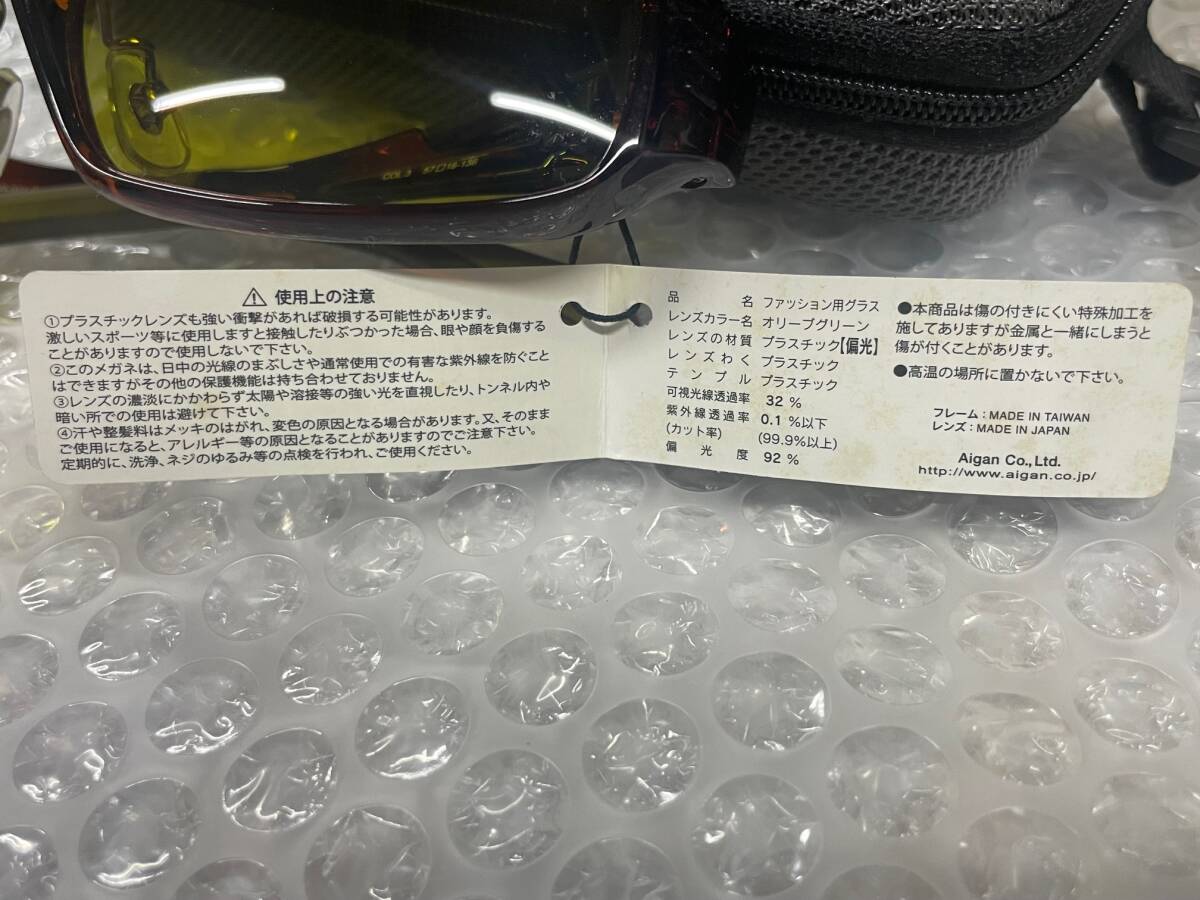 COL.3 57□16-136
⚠ 使用上の注意
①プラスチックレンズも強い衝撃があれば破損する可能性があります。
激しいスポーツ等に使用しますと接触したりぶつかった場合、眼や顔を負傷する
ことがありますので使用しないで下さい。
②このメガネは、日中の光線のまぶしさや通常使用での有害な紫外線を防ぐこと
はできますがその他の保護機能は持ち合わせておりません。
③レンズの濃淡にかかわらず太陽や溶接等の強い光を直視したり、トンネル内や
暗い所での使用は避けて下さい。
④汗や整髪料はメッキのはがれ、変色の原因となる場合があります。又、そのまま
ご使用になると、アレルギー等の原因となることがありますのでご注意下さい。
定期的に、洗浄、ネジのゆるみ等の点検を行われ、ご使用ください。
品名 ファッション用グラス
レンズカラー名 オリーブグリーン
レンズの材質 プラスチック【偏光】
レンズわく プラスチック
テンプル プラスチック
可視光線透過率 32 %
紫外線透過率 0.1 %以下
(カット率) (99.9%以上)
偏光度 92 %
●本商品は傷の付きにくい特殊加工を
施してありますが金属と一緒にしまうと
傷が付くことがあります。
●高温の場所に置かないで下さい。
フレーム : MADE IN TAIWAN
レンズ : MADE IN JAPAN
Aigan Co.,Ltd.
http://www.aigan.co.jp/